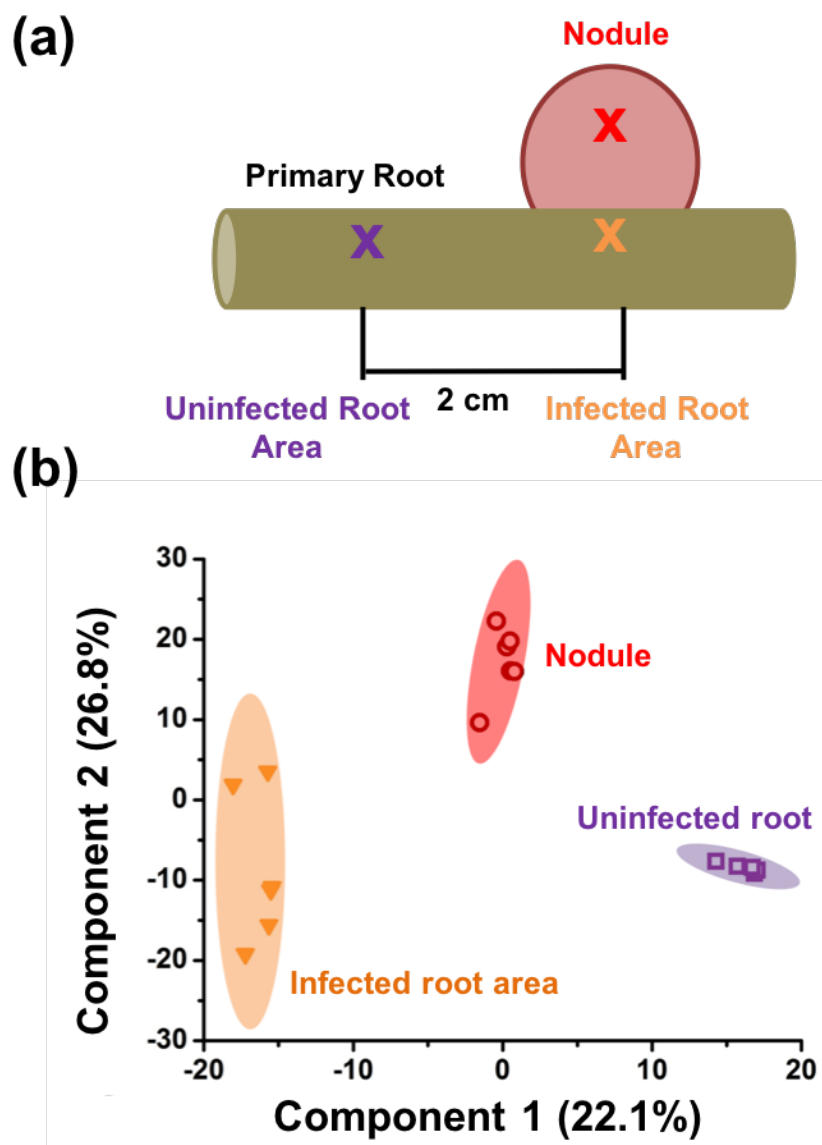 (a)
Nodule
X
Primary Root
X
X
2 cm
Uninfected Root
Area
Infected Root
Area
(b)
30
20
10
0
-10
-20
-30
Component 2 (26.8%)
Nodule
Uninfected root
Infected root area
-20
-10
0
10
20
Component 1 (22.1%)